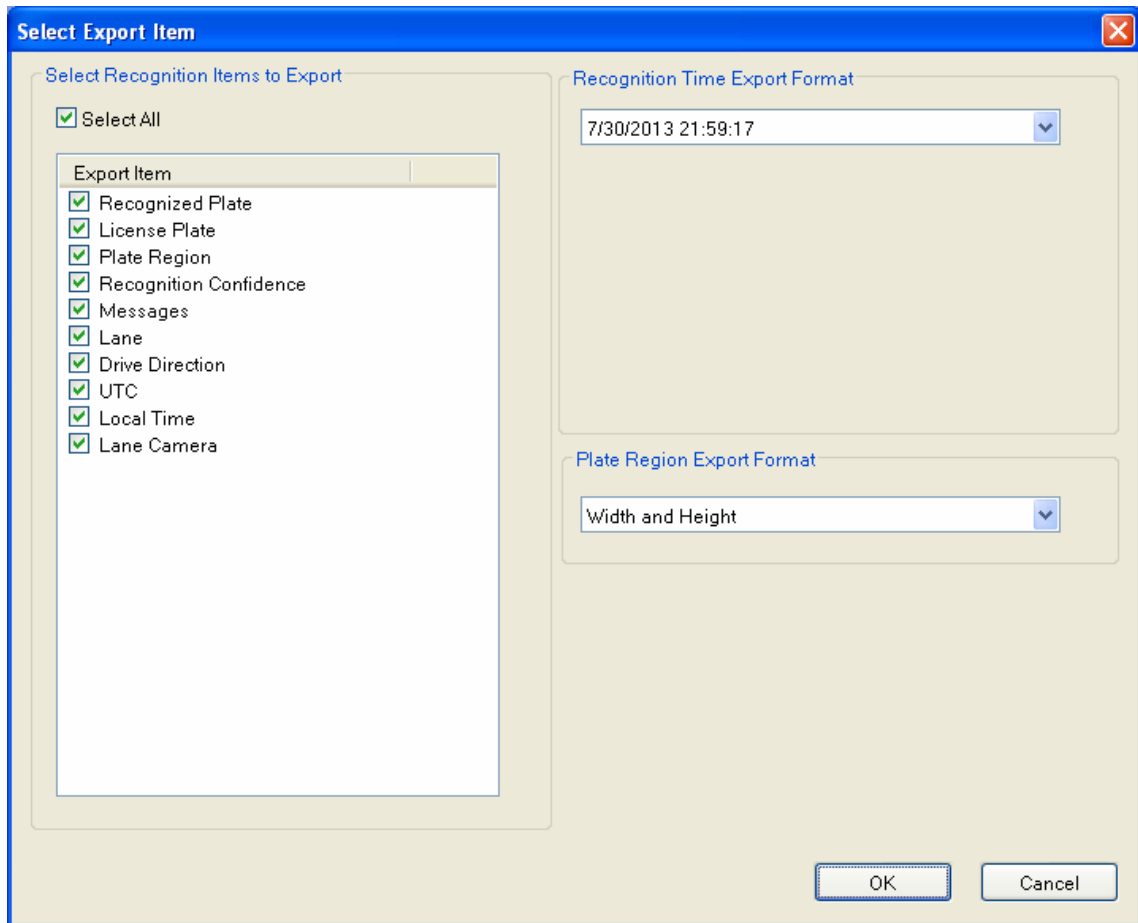 Select Export Item
Select Recognition Items to Export
Select All
Export Item
Recognized Plate
License Plate
Plate Region
Recognition Confidence
Messages
Lane
Drive Direction
UTC
Local Time
Lane Camera
Recognition Time Export Format
7/30/2013 21:59:17
Plate Region Export Format
Width and Height
OK
Cancel